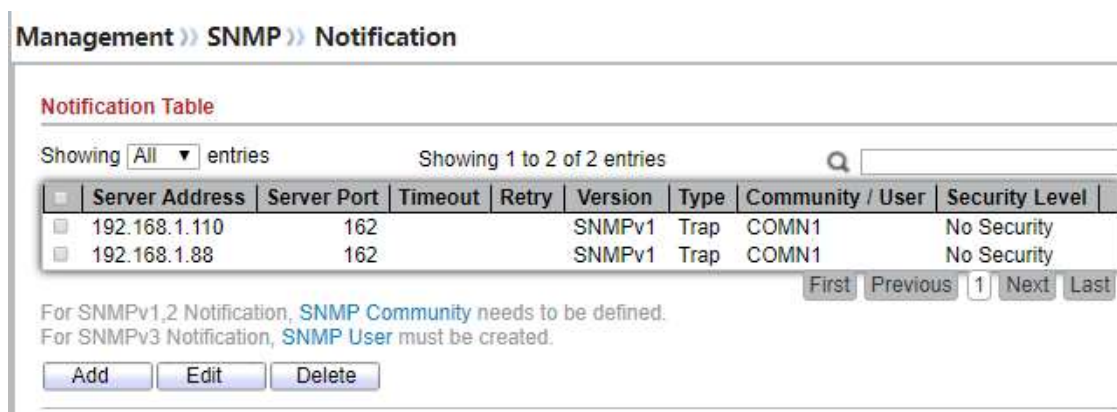 Management » SNMP » Notification
Notification Table
Showing All entries Showing 1 to 2 of 2 entries
Server Address Server Port Timeout Retry Version Type Community / User Security Level
192.168.1.110 162 SNMPv1 Trap COMN1 No Security
192.168.1.88 162 SNMPv1 Trap COMN1 No Security
First Previous 1 Next Last
For SNMPv1,2 Notification, SNMP Community needs to be defined.
For SNMPv3 Notification, SNMP User must be created.
Add Edit Delete